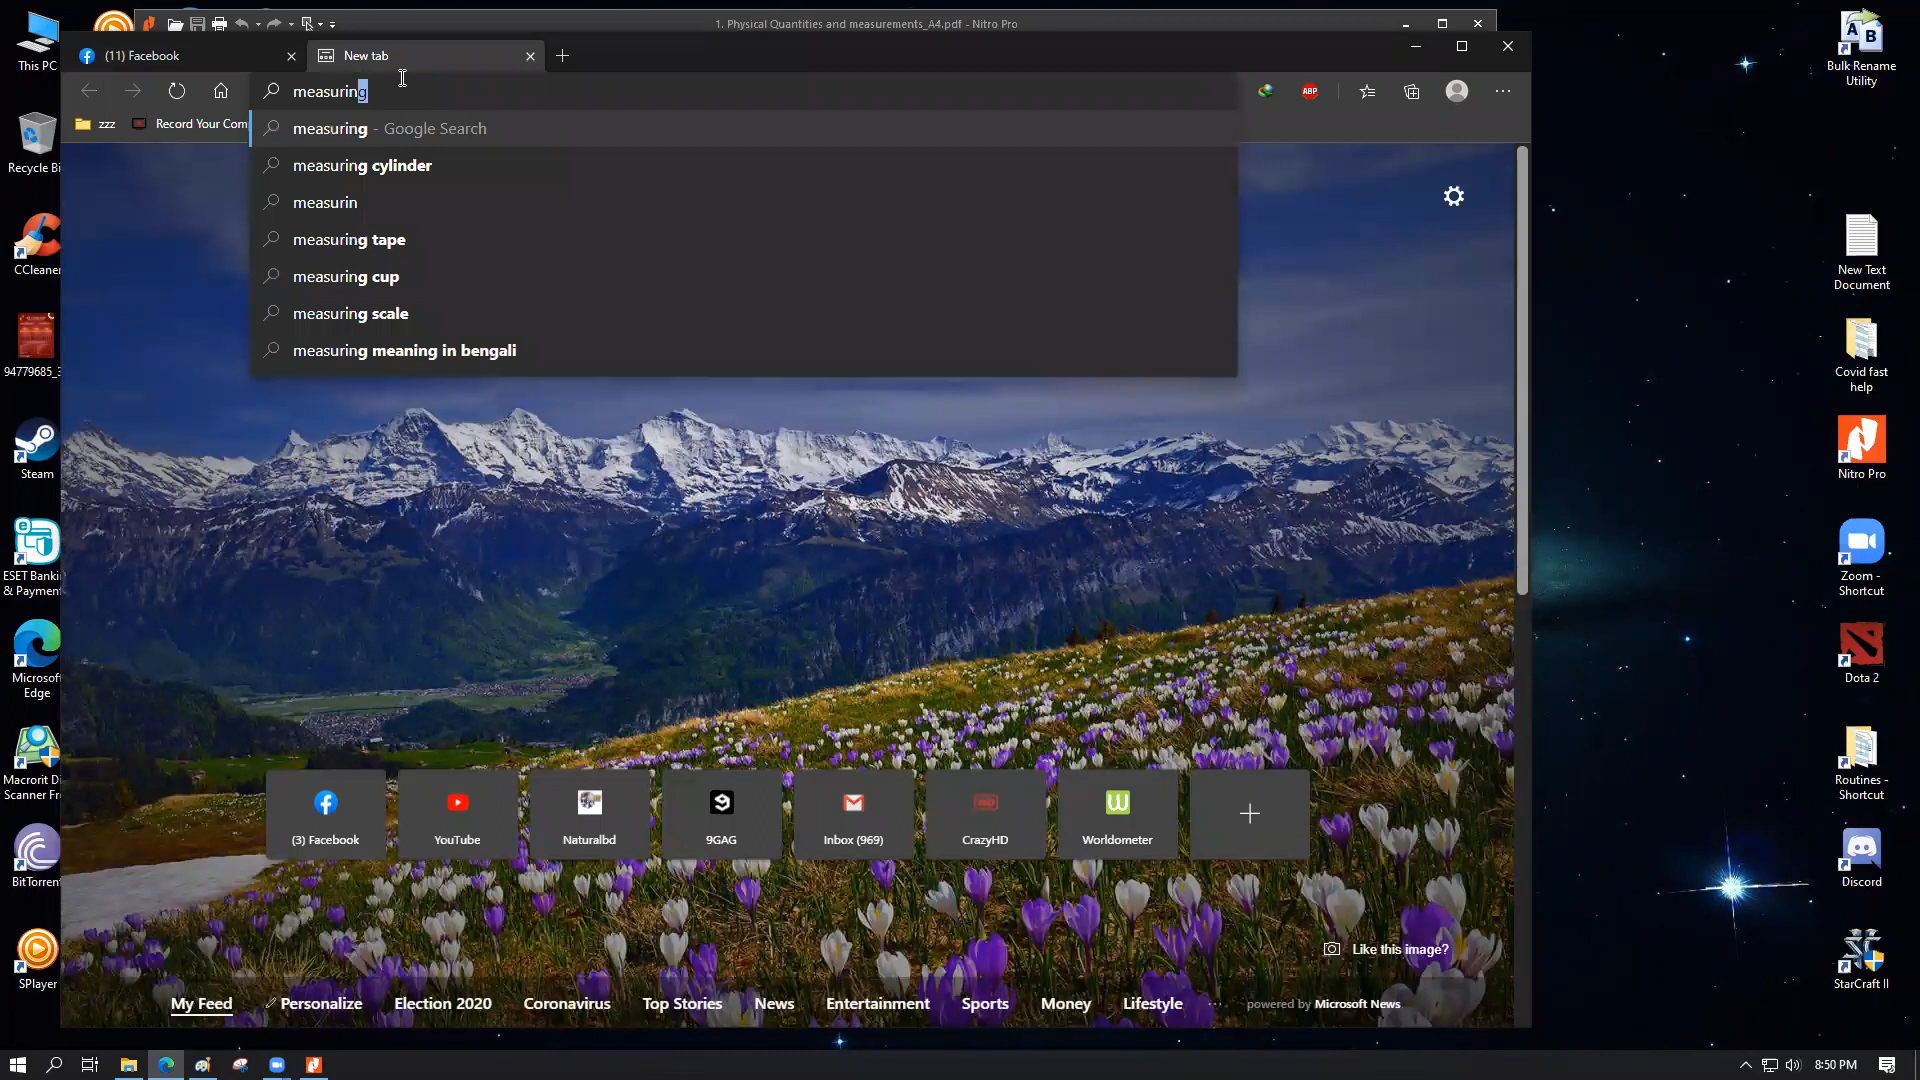 1. Physical Quantities and measurements_A4.pdf - Nitro Pro
(11) Facebook
New tab
measuring
ABP
zzz
Record Your Com
measuring - Google Search
measuring cylinder
measurin
measuring tape
measuring cup
measuring scale
measuring meaning in bengali
(3) Facebook
YouTube
Naturalbd
9GAG
Inbox (969)
CrazyHD
Worldometer
Like this image?
My Feed
Personalize
Election 2020
Coronavirus
Top Stories
News
Entertainment
Sports
Money
Lifestyle
powered by Microsoft News
This PC
Recycle Bi
CCleaner
94779685_3
Steam
ESET Banki
& Payment
Microsof
Edge
Macrorit Di
Scanner Fr
BitTorrent
SPlayer
Bulk Rename
Utility
New Text
Document
Covid fast
help
Nitro Pro
Zoom -
Shortcut
Dota 2
Routines -
Shortcut
Discord
StarCraft II
8:50 PM